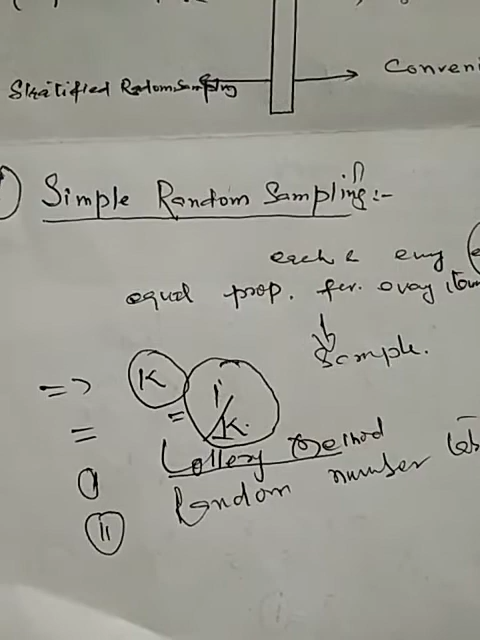 Stratified Random Sampling
Conveni
Simple Random Sampling:-
each & every
equal prop. for. every item
Sample.
=> K = 1/K.
=
Lottery Method
Random number tab
(ii)